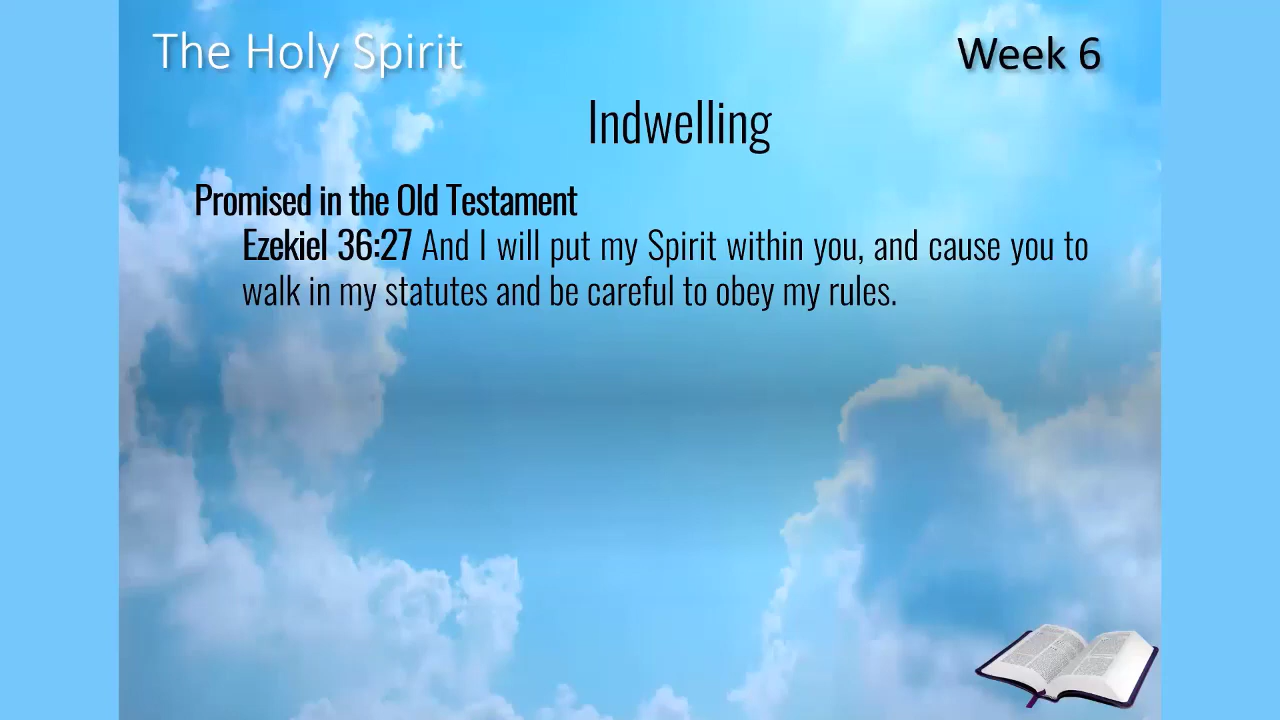 The Holy Spirit
Week 6
Indwelling
Promised in the Old Testament
Ezekiel 36:27 And I will put my Spirit within you, and cause you to
walk in my statutes and be careful to obey my rules.